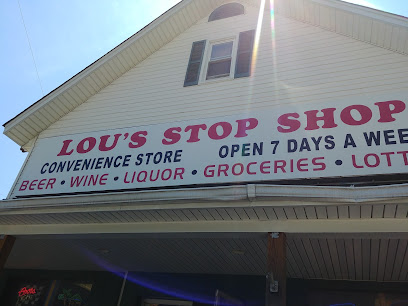 LOU'S STOP SHOP
CONVENIENCE STORE OPEN 7 DAYS A WEE
BEER • WINE • LIQUOR • GROCERIES • LOTT